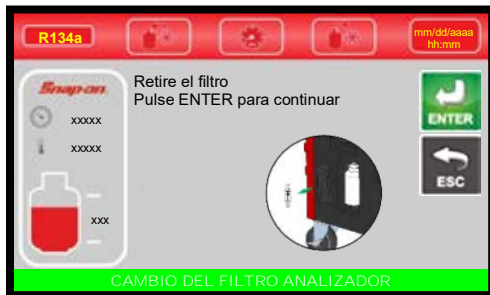 R134a
mm/dd/aaaa
hh:mm
Snap-on
xxxxx
xxxxx
xxx
Retire el filtro
Pulse ENTER para continuar
ENTER
ESC
CAMBIO DEL FILTRO ANALIZADOR